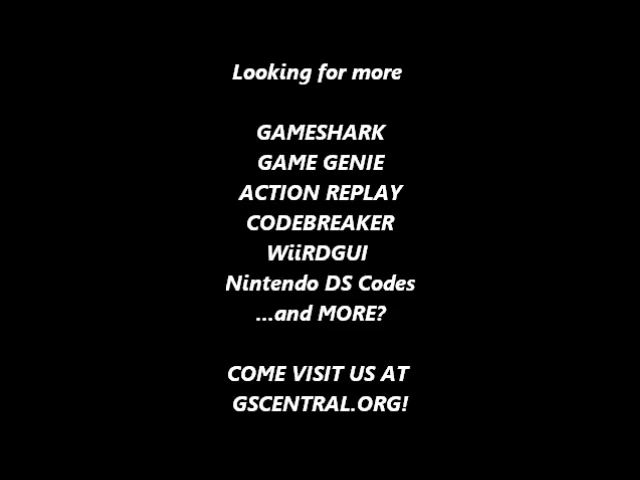 Looking for more
GAMESHARK
GAME GENIE
ACTION REPLAY
CODEBREAKER
WiiRDGUI
Nintendo DS Codes
...and MORE?
COME VISIT US AT
GSCENTRAL.ORG!